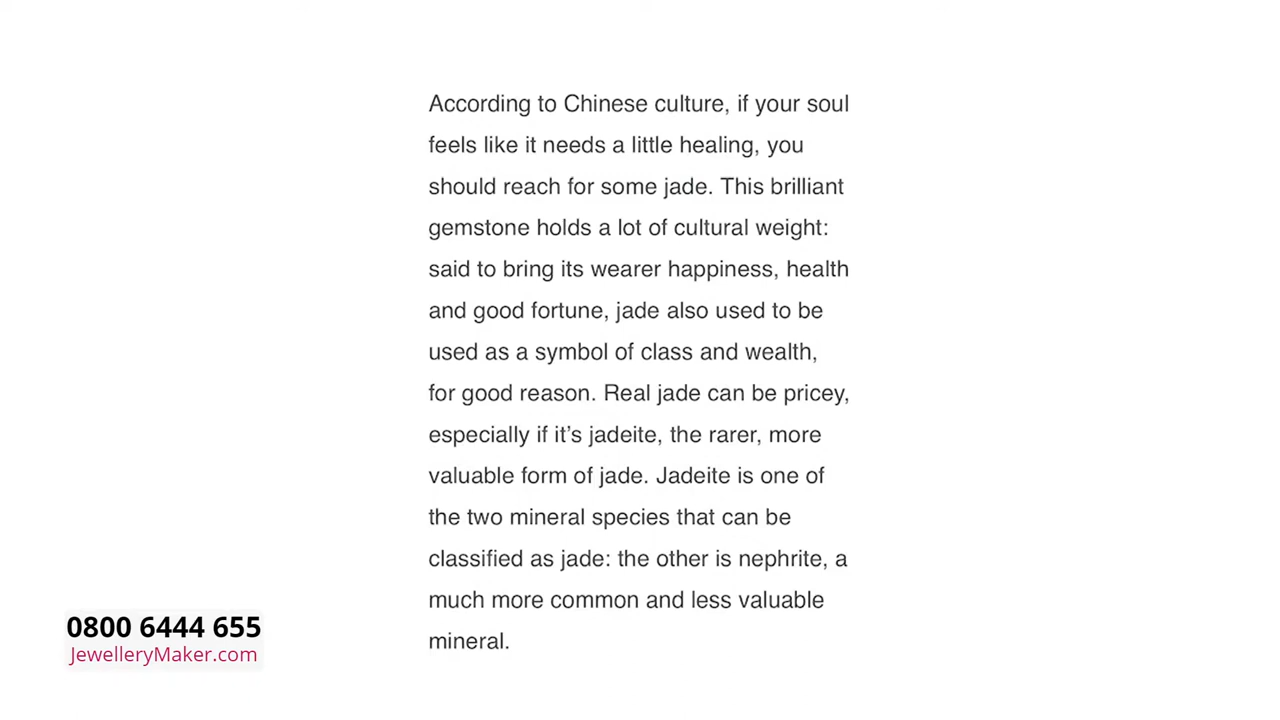 According to Chinese culture, if your soul
feels like it needs a little healing, you
should reach for some jade. This brilliant
gemstone holds a lot of cultural weight:
said to bring its wearer happiness, health
and good fortune, jade also used to be
used as a symbol of class and wealth,
for good reason. Real jade can be pricey,
especially if it’s jadeite, the rarer, more
valuable form of jade. Jadeite is one of
the two mineral species that can be
classified as jade: the other is nephrite, a
much more common and less valuable
mineral.
0800 6444 655
JewelleryMaker.com